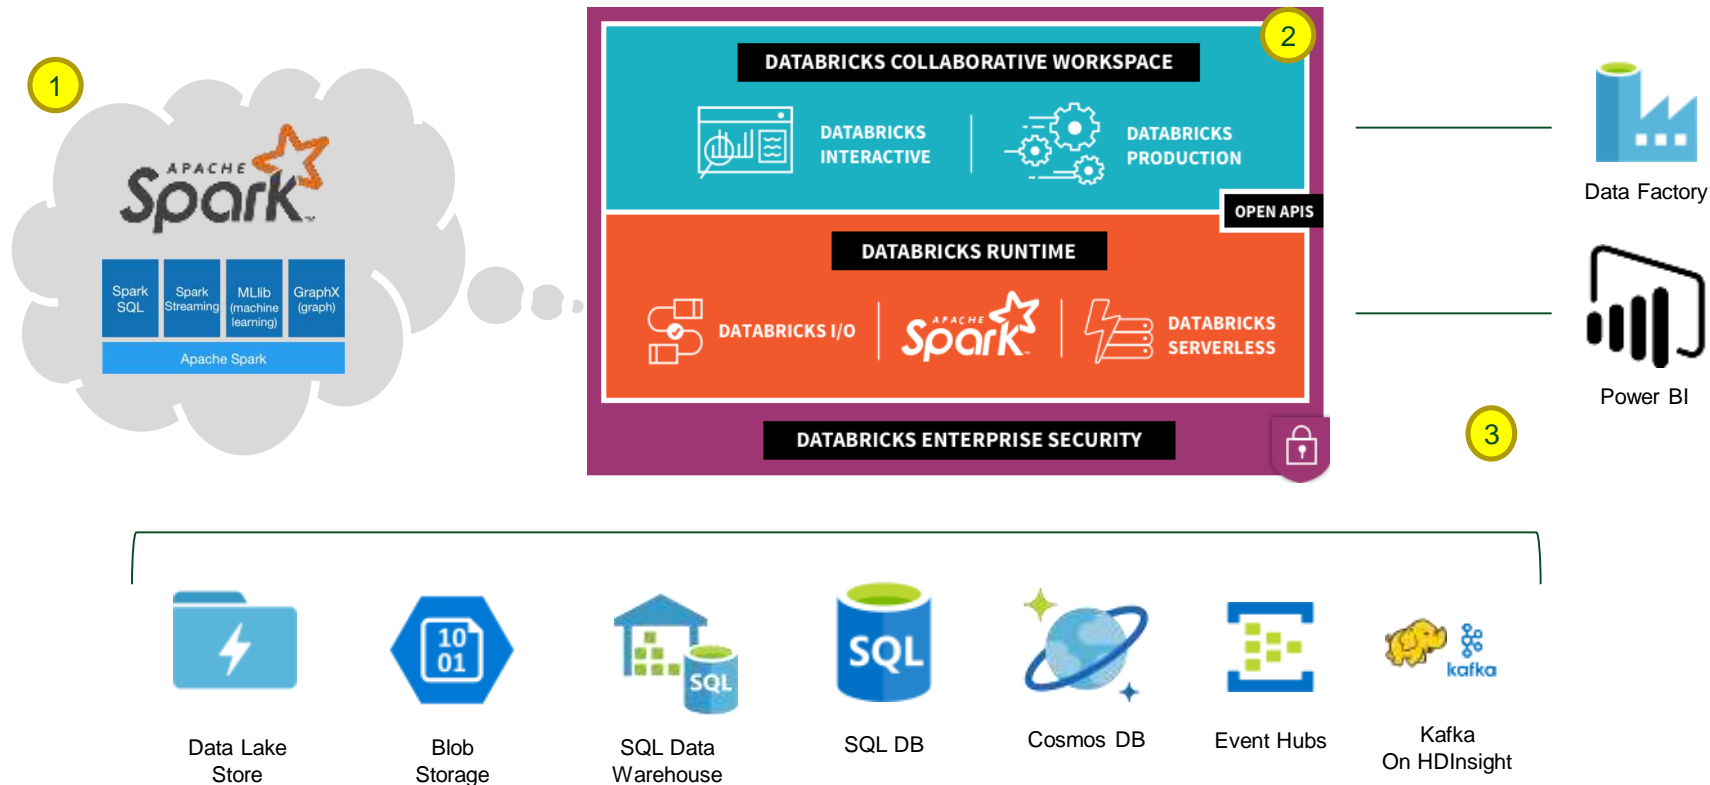 1
APACHE
Spark™
Spark
SQL
Spark
Streaming
MLlib
(machine
learning)
GraphX
(graph)
Apache Spark
2
DATABRICKS COLLABORATIVE WORKSPACE
DATABRICKS
INTERACTIVE
DATABRICKS
PRODUCTION
OPEN APIS
DATABRICKS RUNTIME
DATABRICKS I/O
APACHE
Spark™
DATABRICKS
SERVERLESS
DATABRICKS ENTERPRISE SECURITY
Data Factory
Power BI
3
Data Lake
Store
10
01
Blob
Storage
SQL
SQL Data
Warehouse
SQL
SQL DB
Cosmos DB
Event Hubs
kafka
Kafka
On HDInsight